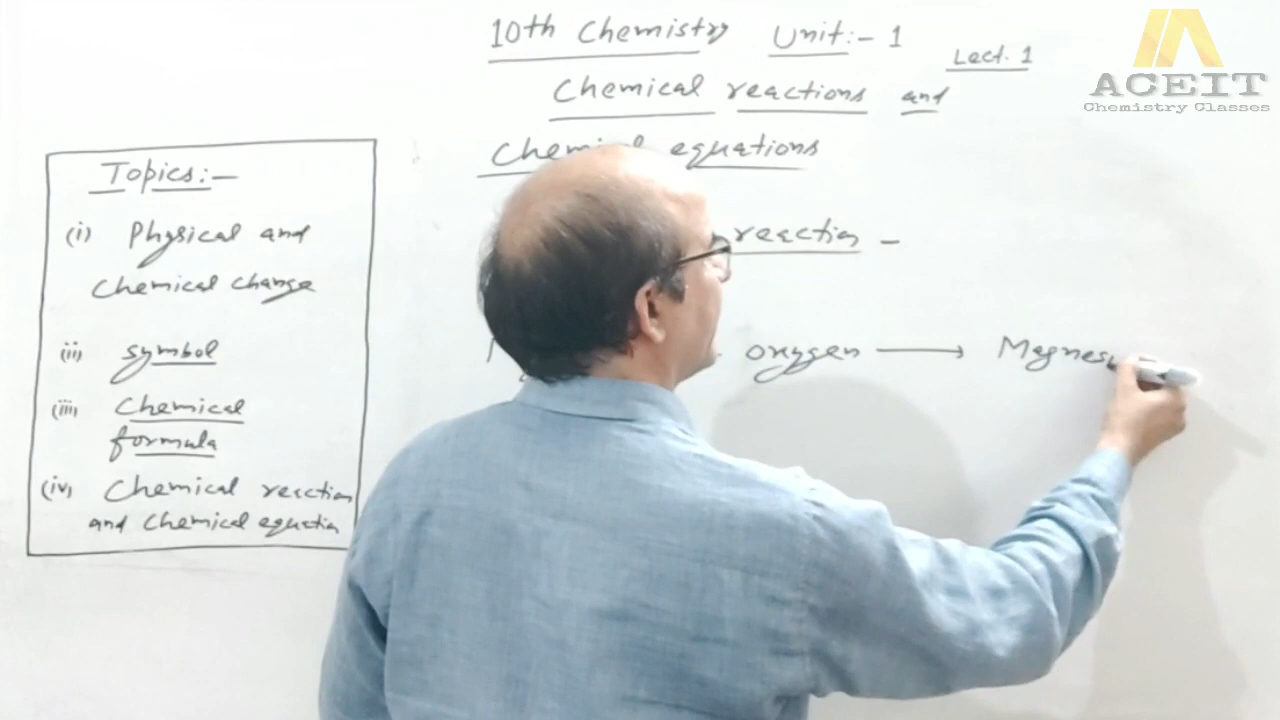 10th Chemistry Unit:- 1
Lect. 1
Chemical reactions and
equations
reaction -
oxygen ⟶ Magnes
Topics:-
(i) Physical and
Chemical change
(ii) symbol
(iii) Chemical
formula
(iv) Chemical reaction
and Chemical equation
ACEIT
Chemistry Classes